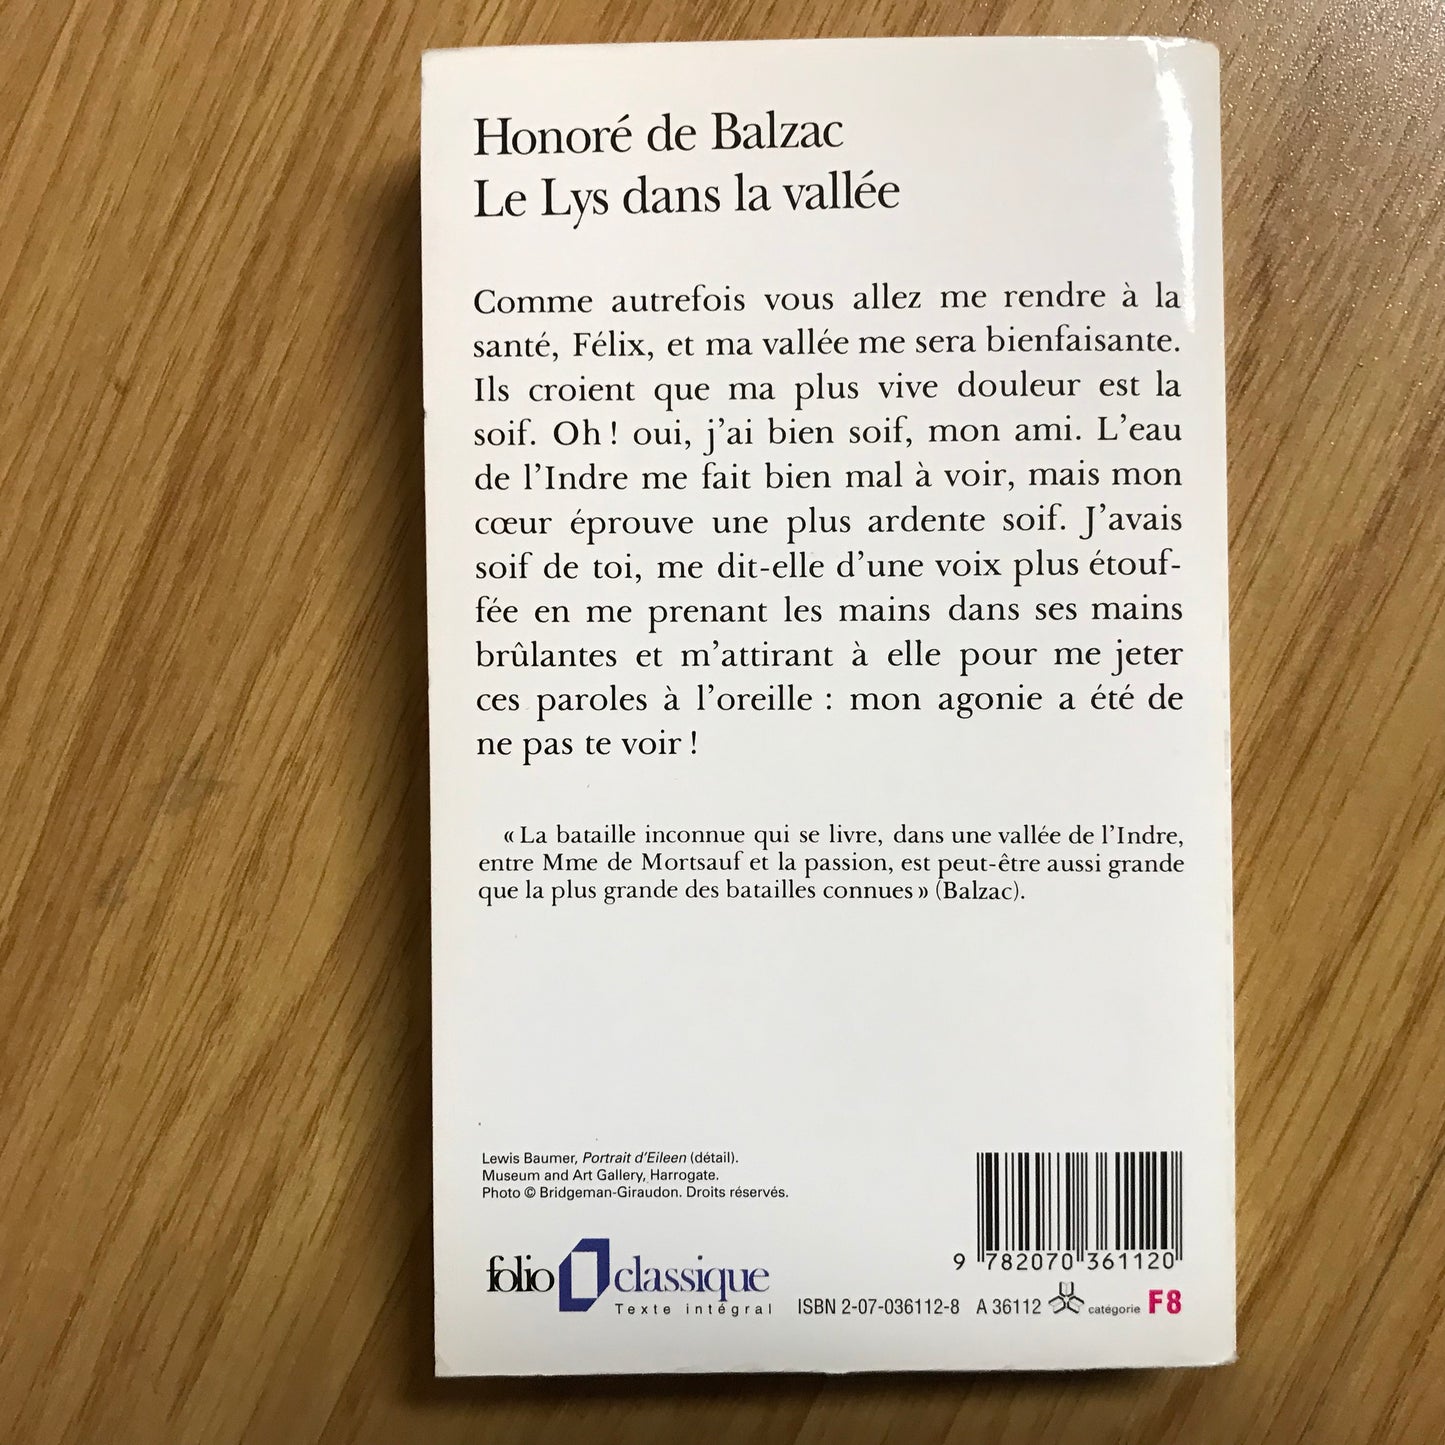 Honoré de Balzac
Le Lys dans la vallée
Comme autrefois vous allez me rendre à la
santé, Félix, et ma vallée me sera bienfaisante.
Ils croient que ma plus vive douleur est la
soif. Oh ! oui, j'ai bien soif, mon ami. L'eau
de l'Indre me fait bien mal à voir, mais mon
cœur éprouve une plus ardente soif. J'avais
soif de toi, me dit-elle d'une voix plus étouf-
fée en me prenant les mains dans ses mains
brûlantes et m'attirant à elle pour me jeter
ces paroles à l'oreille : mon agonie a été de
ne pas te voir !
« La bataille inconnue qui se livre, dans une vallée de l'Indre,
entre Mme de Mortsauf et la passion, est peut-être aussi grande
que la plus grande des batailles connues » (Balzac).
Lewis Baumer, Portrait d'Eileen (détail).
Museum and Art Gallery, Harrogate.
Photo © Bridgeman-Giraudon. Droits réservés.
9 782070 361120
folio classique
Texte intégral
ISBN 2-07-036112-8 A 36112 catégorie F8